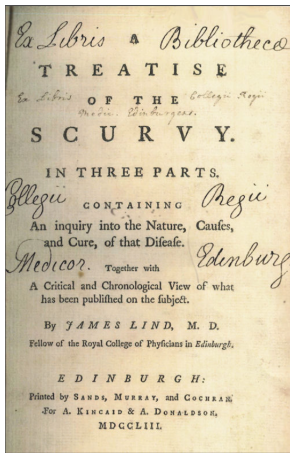 Ex Libris A Bibliothecæ
TREATISE
Ex Libris OF THE Collegii Regii
Medic. Edinburgens.
SCURVY.
IN THREE PARTS.
Collegii CONTAINING Regii
An inquiry into the Nature, Cauſes,
and Cure, of that Diſeaſe.
Medicor. Together with Edinburg
A Critical and Chronological View of what
has been publiſhed on the ſubject.
By JAMES LIND, M. D.
Fellow of the Royal College of Phyſicians in Edinburgh.
EDINBURGH:
Printed by SANDS, MURRAY, and COCHRAN.
For A. KINCAID & A. DONALDSON.
MDCCLIII.